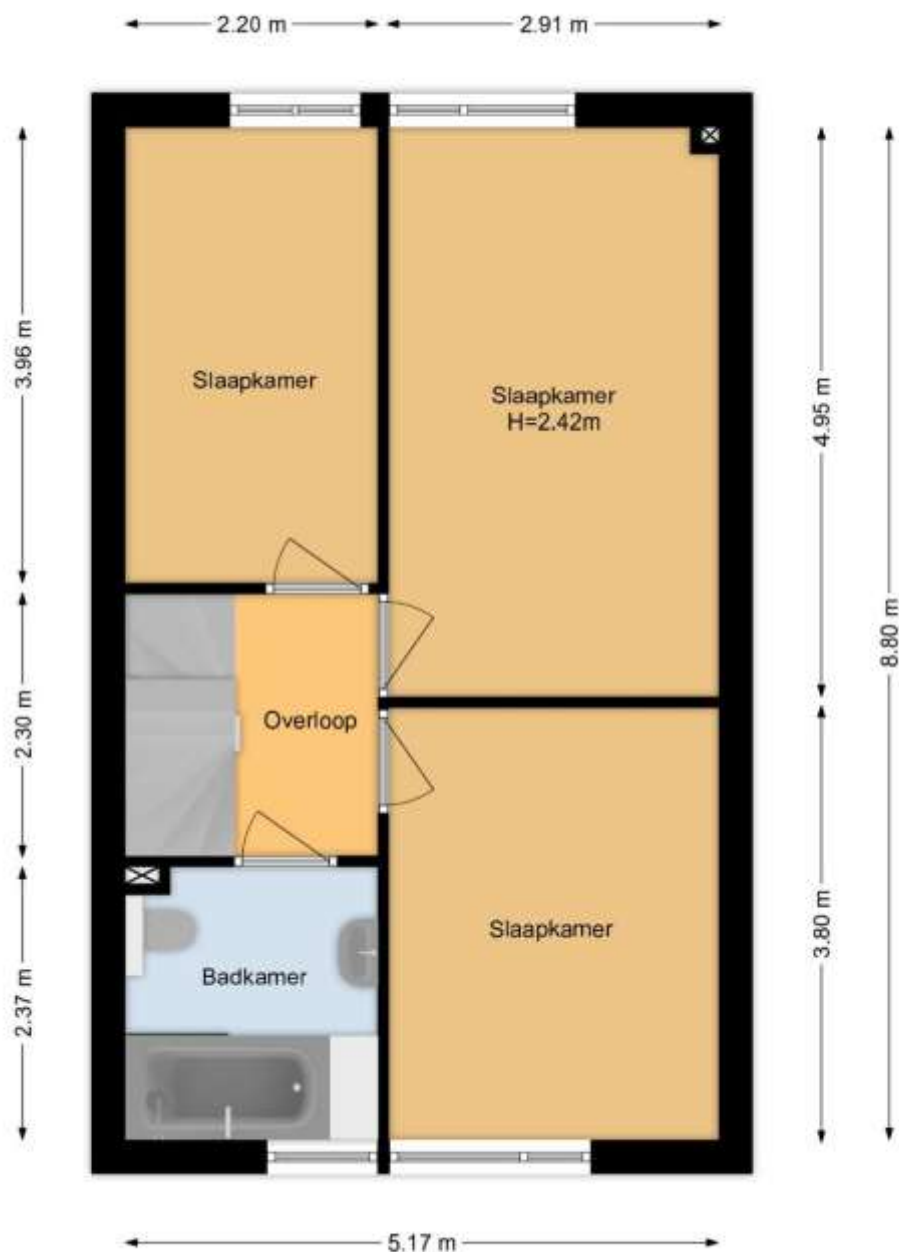 2.20 m
2.91 m
3.96 m
Slaapkamer
Slaapkamer
H=2.42m
4.95 m
8.80 m
2.30 m
Overloop
3.80 m
Slaapkamer
2.37 m
Badkamer
5.17 m